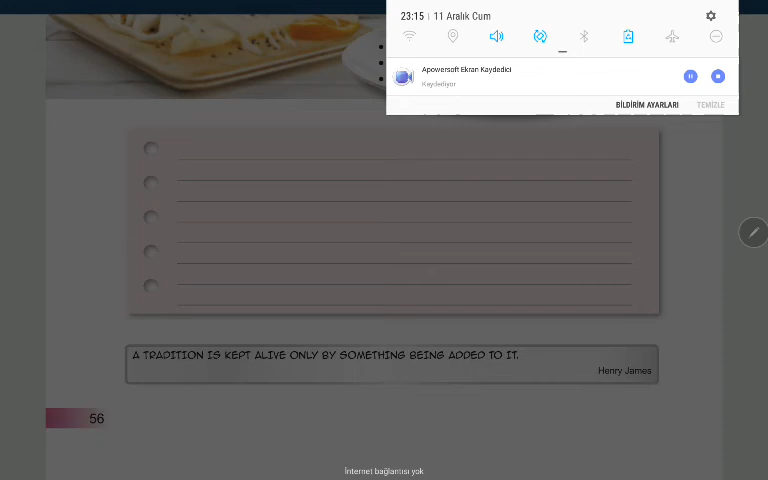 23:15 | 11 Aralık Cum
Apowersoft Ekran Kaydedici
Kaydediyor
BİLDİRİM AYARLARI TEMİZLE
A TRADITION IS KEPT ALIVE ONLY BY SOMETHING BEING ADDED TO IT.
Henry James
56
İnternet bağlantısı yok